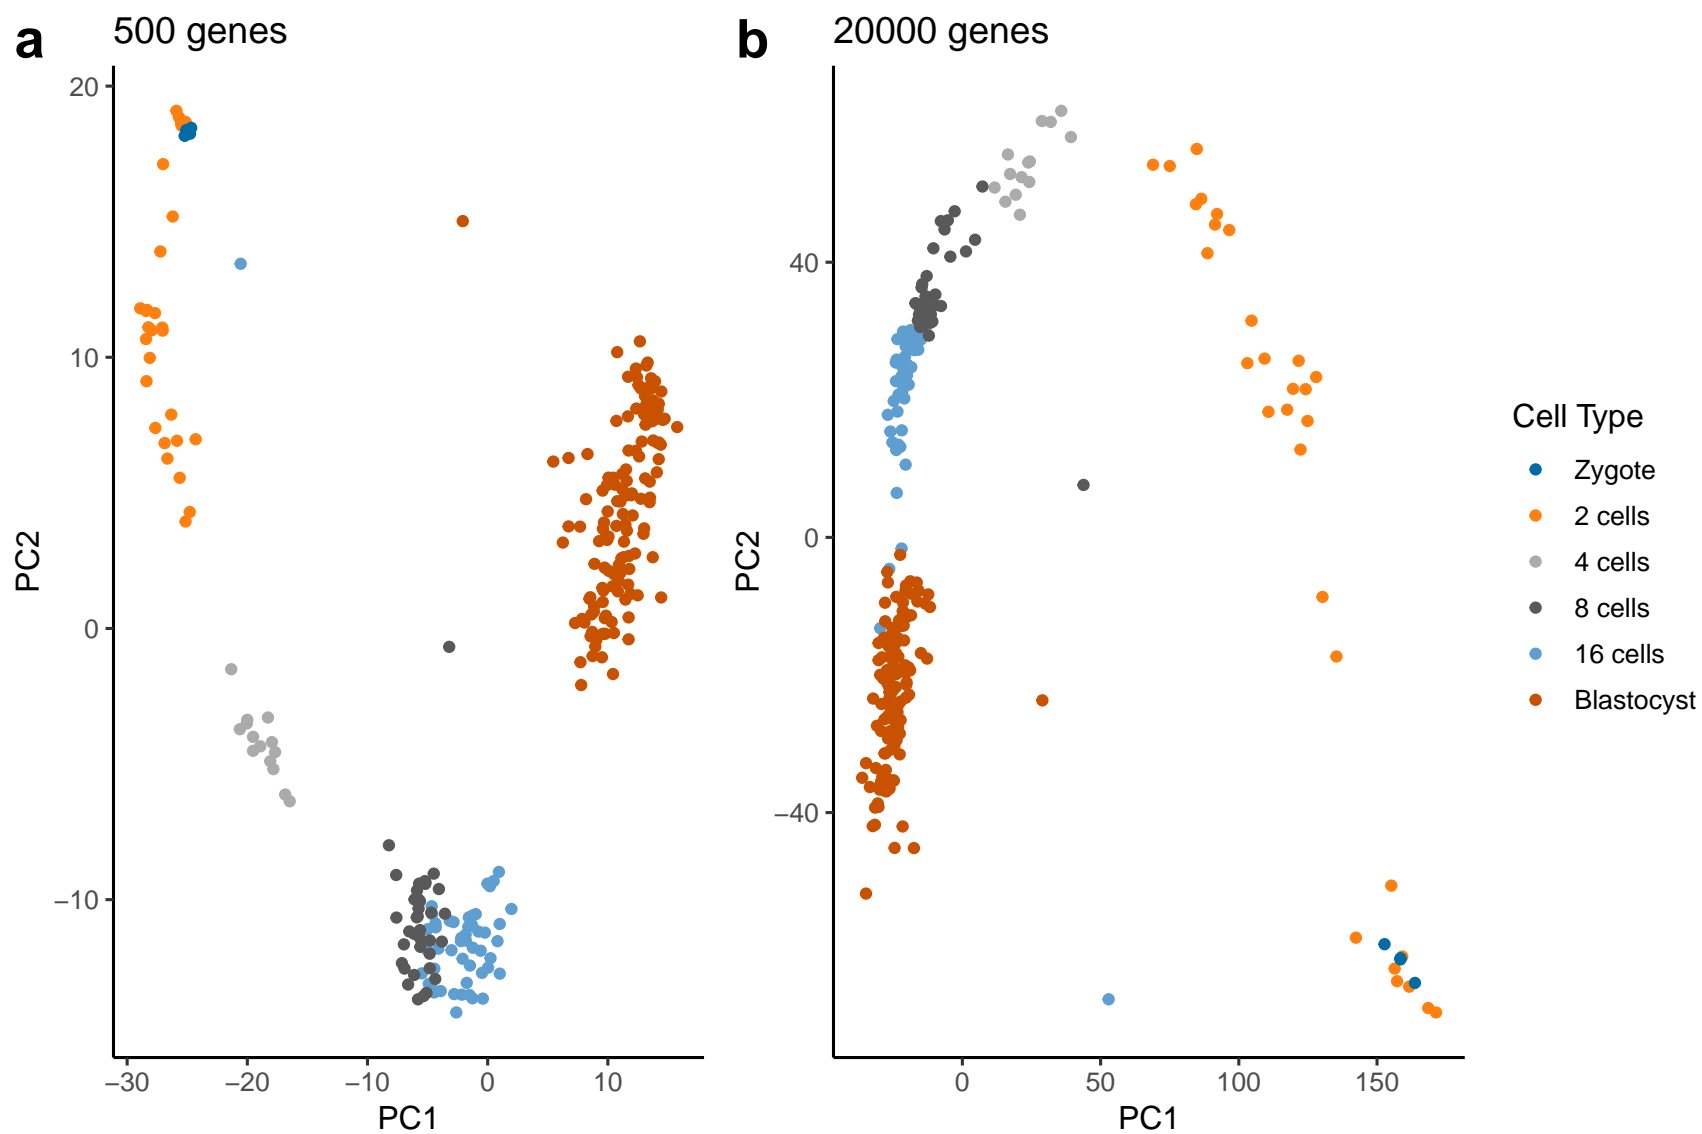 a 500 genes
20
10
0
−10
PC2
−30 −20 −10 0 10
PC1
b 20000 genes
40
0
−40
PC2
0 50 100 150
PC1
Cell Type
Zygote
2 cells
4 cells
8 cells
16 cells
Blastocyst